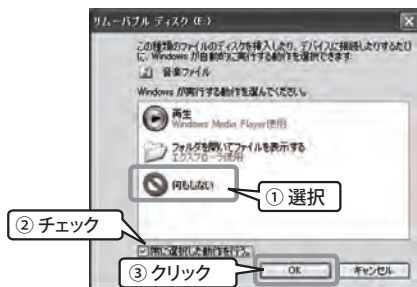 リムーバブル ディスク (E:)
この種類のファイルのディスクを挿入したり、デバイスに接続したりするたび
に、Windows が自動的に実行する動作を選択できます:
音楽ファイル
Windows が実行する動作を選んでください。
再生
Windows Media Player使用
フォルダを開いてファイルを表示する
エクスプローラ使用
何もしない
① 選択
② チェック
常に選択した動作を行う。
③ クリック
OK
キャンセル